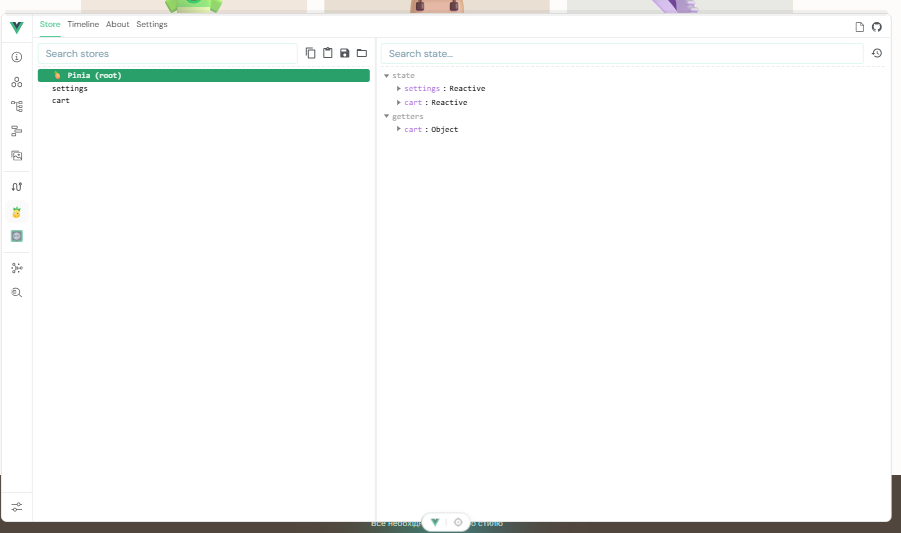 Store Timeline About Settings
Search stores
Search state...
Pinia (root)
settings
cart
state
settings : Reactive
cart : Reactive
getters
cart : Object
стилю